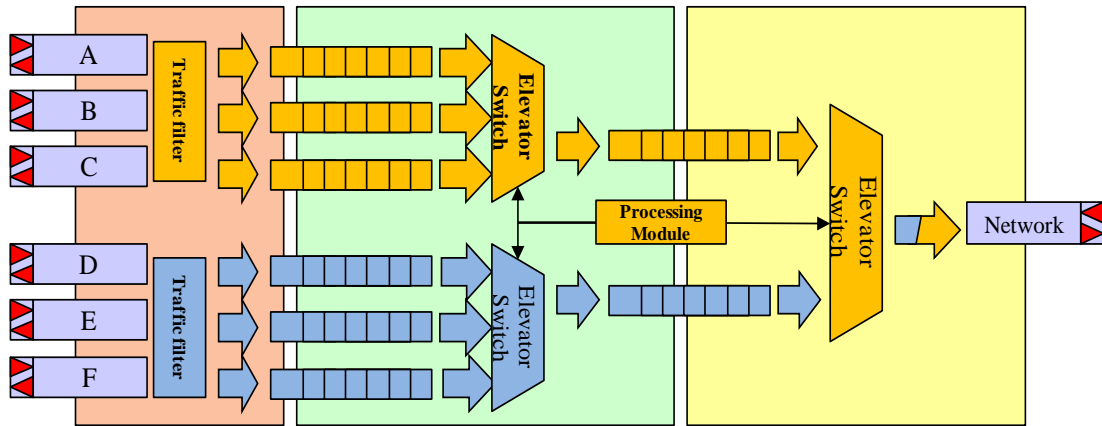 A
B
C
Traffic filter
Elevator
Switch
D
E
F
Traffic filter
Elevator
Switch
Processing
Module
Elevator
Switch
Network